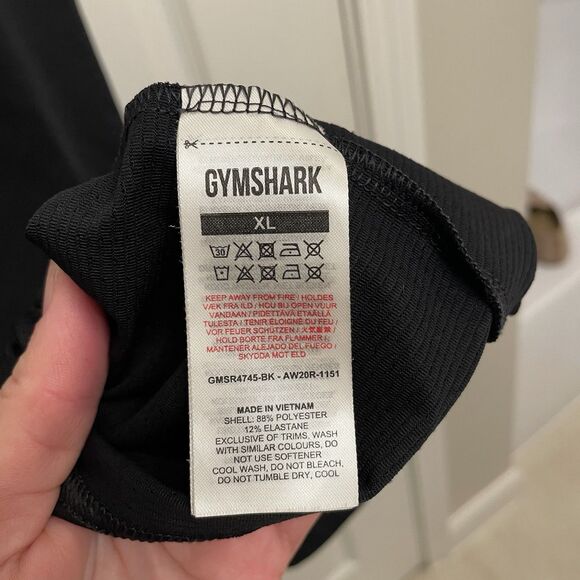 GYMSHARK
XL
30
KEEP AWAY FROM FIRE / HOLDES
VÆK FRA ILD / HOU BIJ OPEN VUUR
VANDAAN / PIDETTÄVÄ ETÄÄLLÄ
TULESTA / TENIR ÉLOIGNÉ DU FEU /
VOR FEUER SCHÜTZEN / 火気厳禁 /
HOLD BORTE FRA FLAMMER /
MANTENER ALEJADO DEL FUEGO /
SKYDDA MOT ELD
GMSR4745-BK - AW20R-1151
MADE IN VIETNAM
SHELL: 88% POLYESTER
12% ELASTANE
EXCLUSIVE OF TRIMS, WASH
WITH SIMILAR COLOURS, DO
NOT USE SOFTENER
COOL WASH, DO NOT BLEACH,
DO NOT TUMBLE DRY, COOL